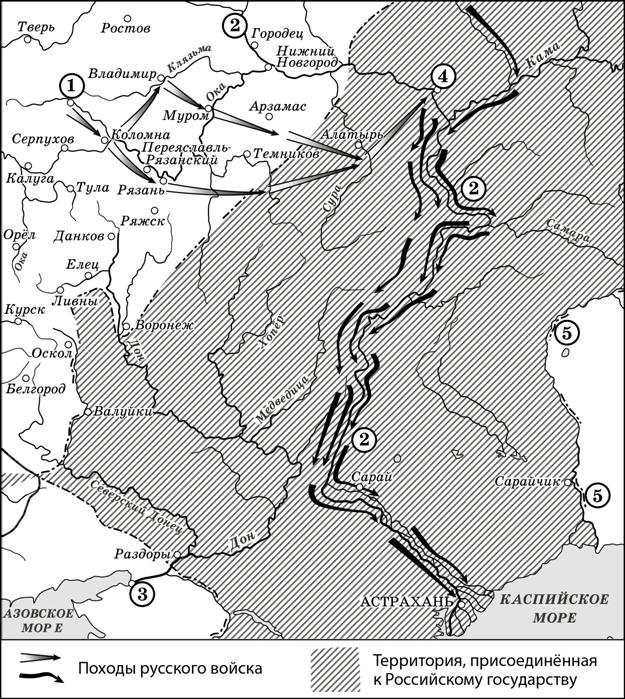 Тверь
Ростов
2
Городец
Нижний
Новгород
Клязьма
Владимир
Кама
1
Ока
4
Муром
Арзамас
Серпухов
Коломна
Алатырь
Переяславль-
Рязанский
Темников
Калуга
Тула
Рязань
Сура
2
Ряжск
Самара
Орёл
Данков
Ока
Елец
Ливны
Курск
Воронеж
Хопёр
5
Оскол
Дон
Белгород
Медведица
Валуйки
2
Сарай
Сарайчик
5
Северский Донец
Дон
Раздоры
3
АСТРАХАНЬ
КАСПИЙСКОЕ
МОРЕ
АЗОВСКОЕ
МОРЕ
Походы русского войска
Территория, присоединённая
к Российскому государству